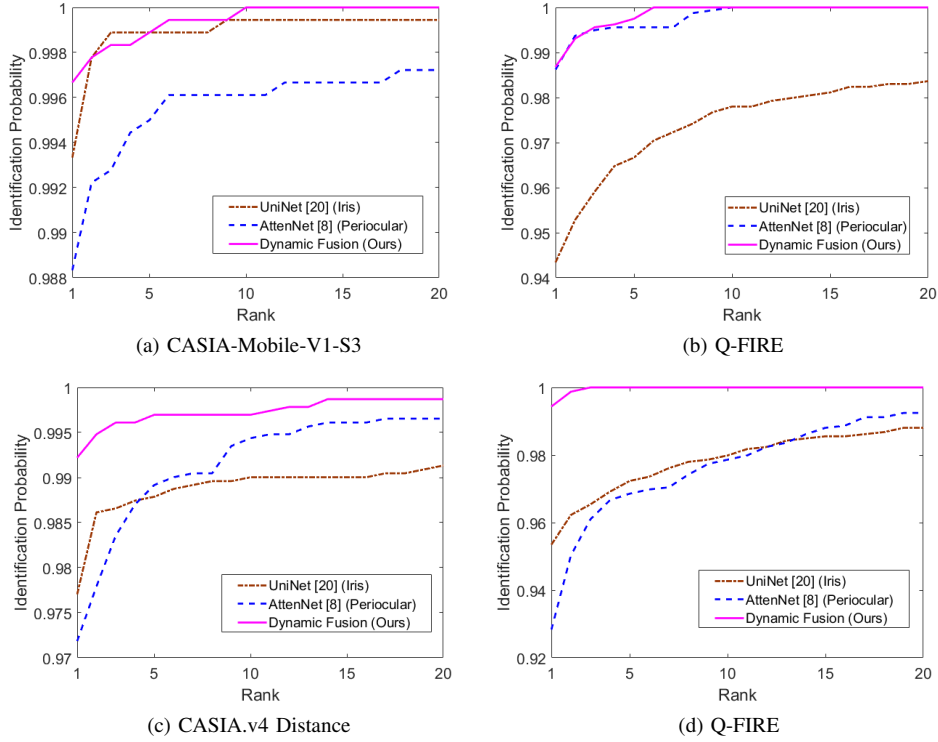 1
0.998
0.996
0.994
0.992
0.99
0.988
Identification Probability
UniNet [20] (Iris)
AttenNet [8] (Periocular)
Dynamic Fusion (Ours)
1 5 10 15 20
Rank
(a) CASIA-Mobile-V1-S3
1
0.99
0.98
0.97
0.96
0.95
0.94
Identification Probability
UniNet [20] (Iris)
AttenNet [8] (Periocular)
Dynamic Fusion (Ours)
1 5 10 15 20
Rank
(b) Q-FIRE
1
0.995
0.99
0.985
0.98
0.975
0.97
Identification Probability
UniNet [20] (Iris)
AttenNet [8] (Periocular)
Dynamic Fusion (Ours)
1 5 10 15 20
Rank
(c) CASIA.v4 Distance
1
0.98
0.96
0.94
0.92
Identification Probability
UniNet [20] (Iris)
AttenNet [8] (Periocular)
Dynamic Fusion (Ours)
1 5 10 15 20
Rank
(d) Q-FIRE